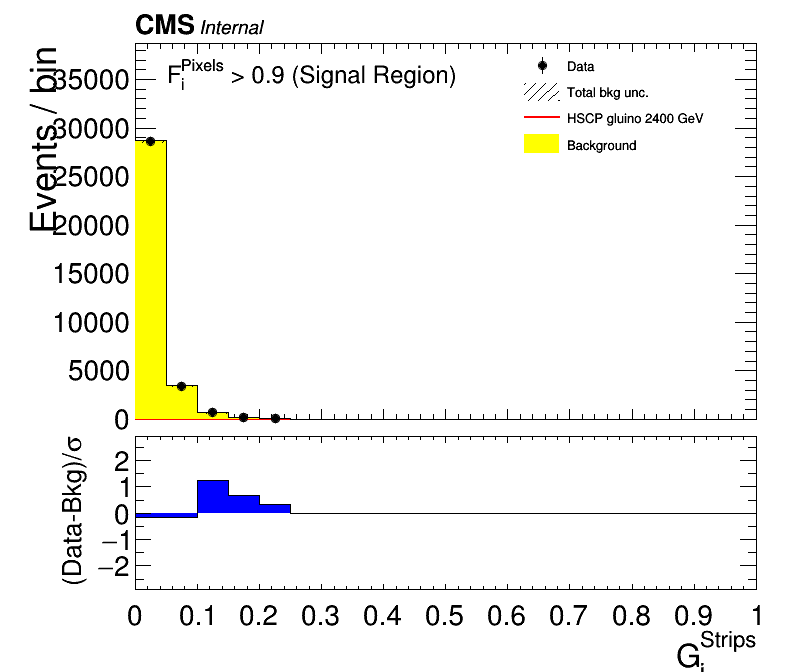 CMS Internal
F_i^Pixels > 0.9 (Signal Region)
Data
Total bkg unc.
HSCP gluino 2400 GeV
Background
Events / bin
35000
30000
25000
20000
15000
10000
5000
0
(Data-Bkg)/σ
2
1
0
−1
−2
0 0.1 0.2 0.3 0.4 0.5 0.6 0.7 0.8 0.9 1
G_i^Strips